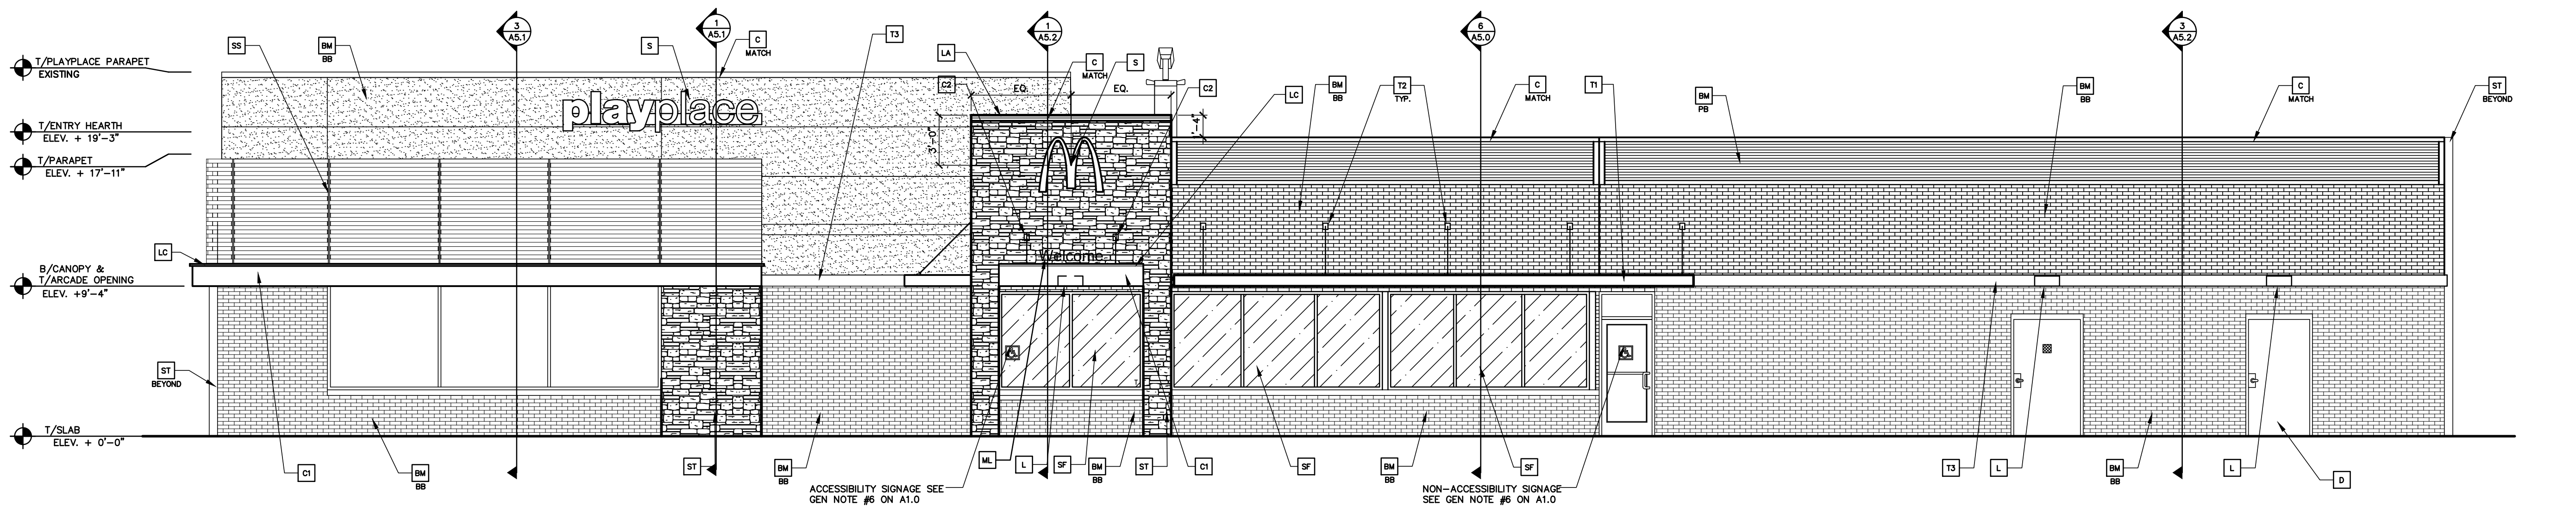 3
A5.1
1
A5.1
1
A5.2
6
A5.0
3
A5.2
SS
BM
BB
S
C
MATCH
T3
LA
C
MATCH
S
C2
C2
EQ.
EQ.
LC
BM
BB
T2
TYP.
C
MATCH
T1
BM
PB
BM
BB
C
MATCH
ST
BEYOND
T/PLAYPLACE PARAPET
EXISTING
T/ENTRY HEARTH
ELEV. + 19'-3"
T/PARAPET
ELEV. + 17'-11"
playplace
3'-0"
1'-4"
LC
B/CANOPY &
T/ARCADE OPENING
ELEV. +9'-4"
Welcome
ST
BEYOND
T/SLAB
ELEV. + 0'-0"
C1
BM
BB
ST
BM
BB
ML
L
SF
BM
BB
ST
C1
SF
BM
BB
SF
T3
L
BM
BB
L
D
ACCESSIBILITY SIGNAGE SEE
GEN NOTE #6 ON A1.0
NON-ACCESSIBILITY SIGNAGE
SEE GEN NOTE #6 ON A1.0